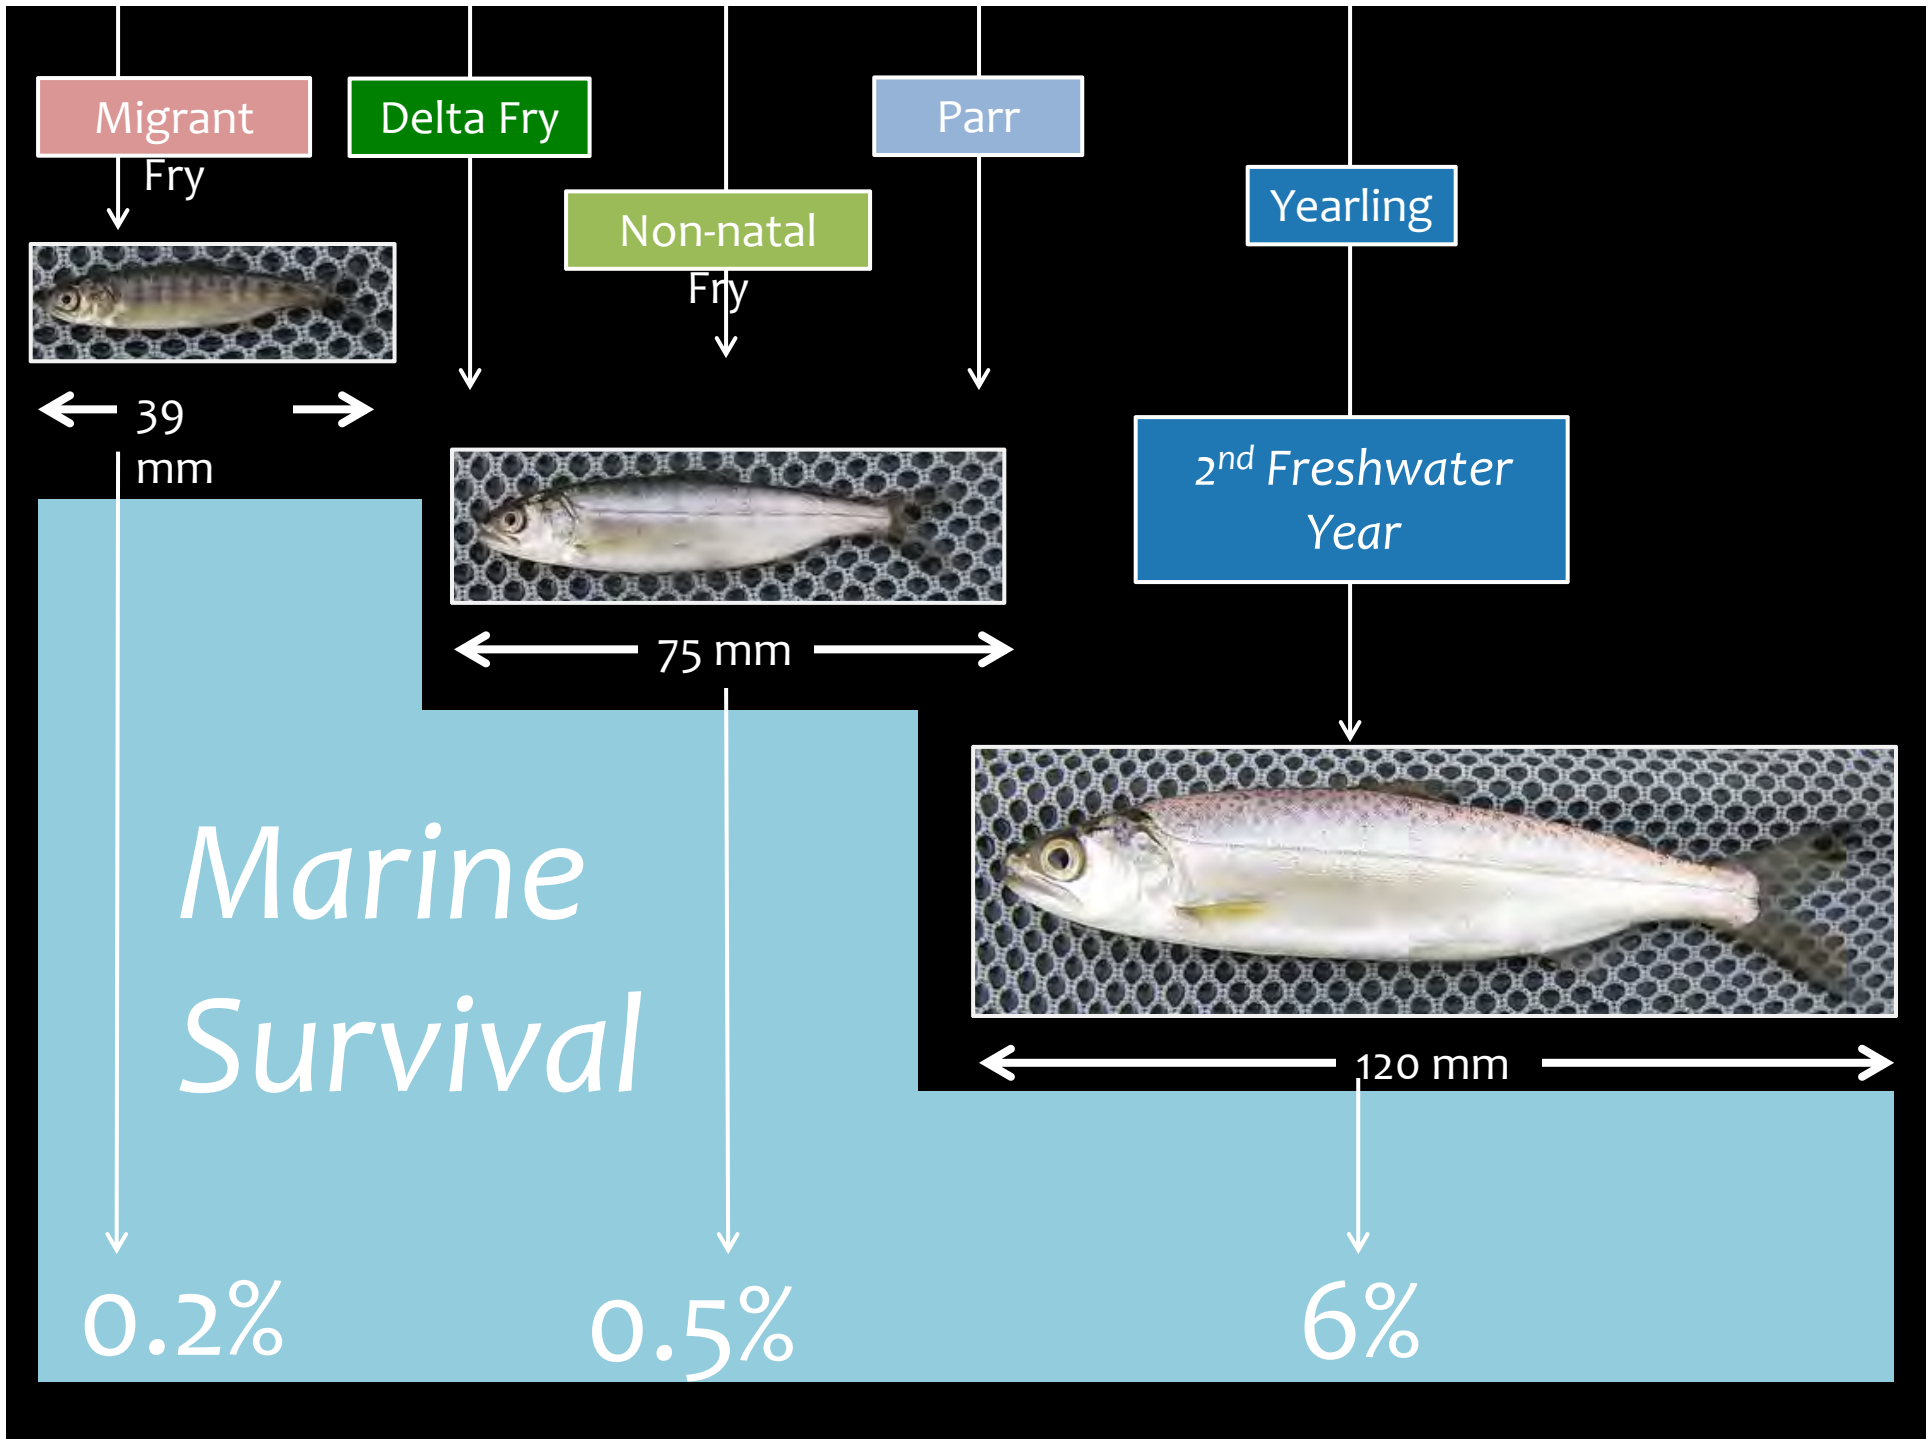 Migrant
Fry
Delta Fry
Non-natal
Fry
Parr
Yearling
39
mm
2nd Freshwater
Year
75 mm
120 mm
Marine
Survival
0.2%
0.5%
6%